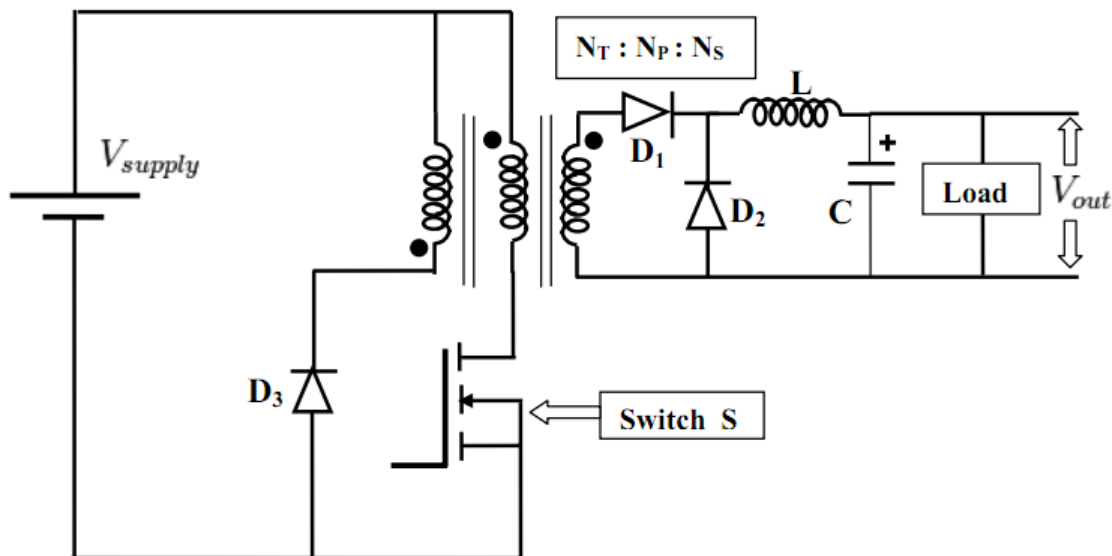 N_T : N_P : N_S
L
V_supply
D_1
+
D_2
C
Load
V_out
D_3
Switch S